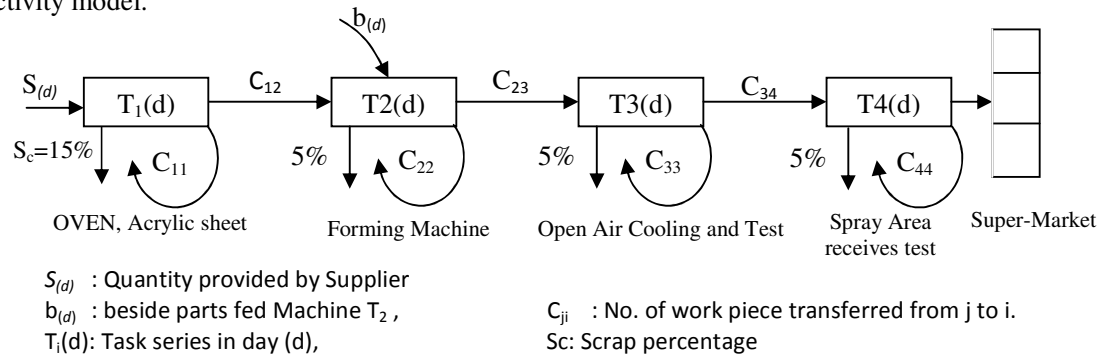 ctivity model.
b(d)
S(d) C12 C23 C34
T1(d) T2(d) T3(d) T4(d)
Sc=15% C11 5% C22 5% C33 5% C44
OVEN, Acrylic sheet Forming Machine Open Air Cooling and Test Spray Area receives test Super-Market
S(d) : Quantity provided by Supplier
b(d) : beside parts fed Machine T2 , Cji : No. of work piece transferred from j to i.
Ti(d): Task series in day (d), Sc: Scrap percentage